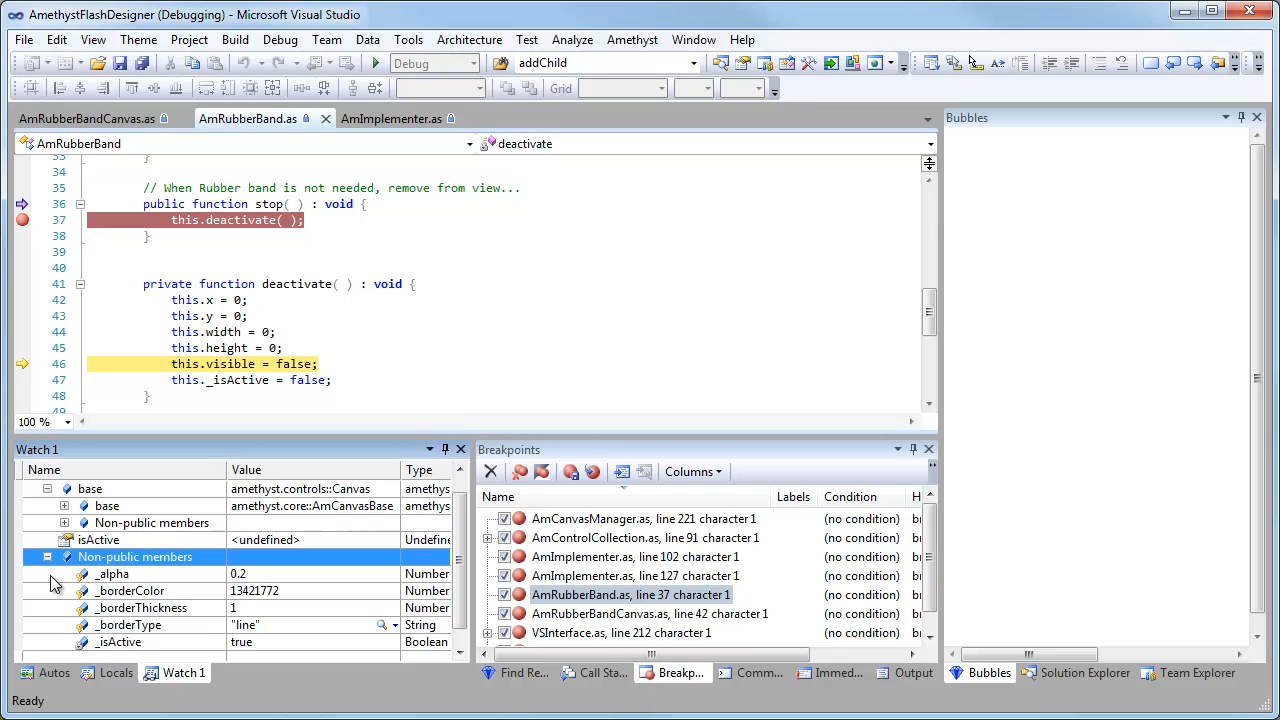 AmethystFlashDesigner (Debugging) - Microsoft Visual Studio
File Edit View Theme Project Build Debug Team Data Tools Architecture Test Analyze Amethyst Window Help
Debug addChild
Grid
AmRubberBandCanvas.as AmRubberBand.as AmImplementer.as
Bubbles
AmRubberBand deactivate
33 }
34
35 // When Rubber band is not needed, remove from view...
36 public function stop( ) : void {
37 this.deactivate( );
38 }
39
40
41 private function deactivate( ) : void {
42 this.x = 0;
43 this.y = 0;
44 this.width = 0;
45 this.height = 0;
46 this.visible = false;
47 this._isActive = false;
48 }
49
100 %
Watch 1
Name Value Type
base amethyst.controls::Canvas amethys
base amethyst.core::AmCanvasBase amethys
Non-public members
isActive <undefined> Undefine
Non-public members
_alpha 0.2 Number
_borderColor 13421772 Number
_borderThickness 1 Number
_borderType "line" String
_isActive true Boolean
Autos Locals Watch 1
Breakpoints
Columns
Name Labels Condition H
AmCanvasManager.as, line 221 character 1 (no condition) bre
AmControlCollection.as, line 91 character 1 (no condition) bre
AmImplementer.as, line 102 character 1 (no condition) bre
AmImplementer.as, line 127 character 1 (no condition) bre
AmRubberBand.as, line 37 character 1 (no condition) bre
AmRubberBandCanvas.as, line 42 character 1 (no condition) bre
VSInterface.as, line 212 character 1 (no condition) bre
Find Re... Call Sta... Breakp... Comm... Immed... Output
Bubbles Solution Explorer Team Explorer
Ready